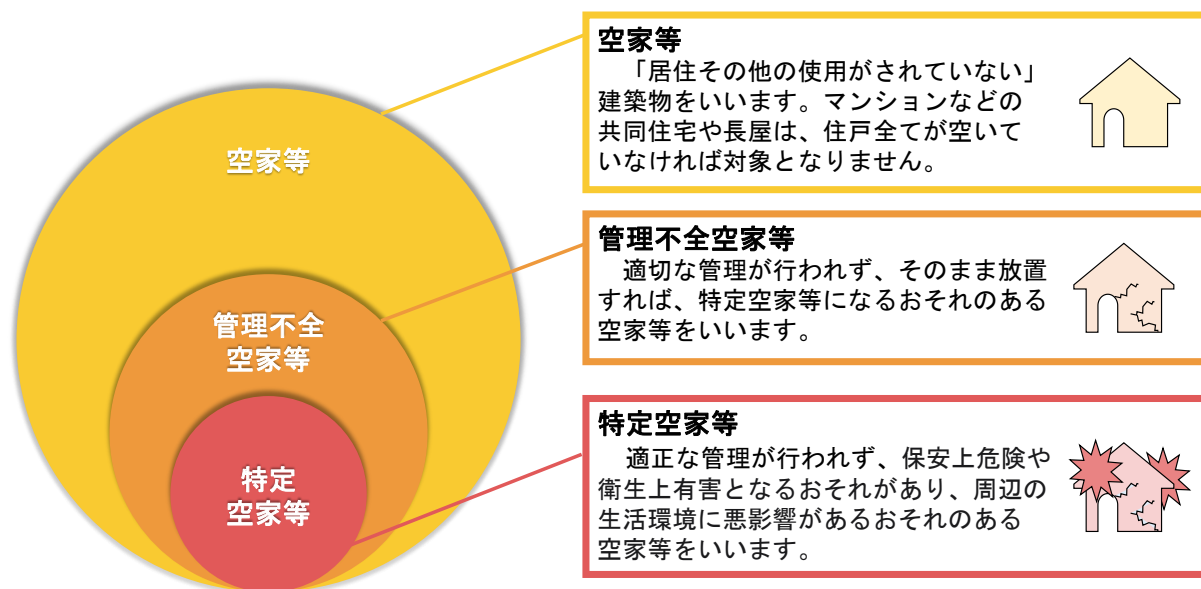 空家等
管理不全
空家等
特定
空家等
空家等
「居住その他の使用がされていない」
建築物をいいます。マンションなどの
共同住宅や長屋は、住戸全てが空いて
いなければ対象となりません。
管理不全空家等
適切な管理が行われず、そのまま放置
すれば、特定空家等になるおそれのある
空家等をいいます。
特定空家等
適正な管理が行われず、保安上危険や
衛生上有害となるおそれがあり、周辺の
生活環境に悪影響があるおそれのある
空家等をいいます。